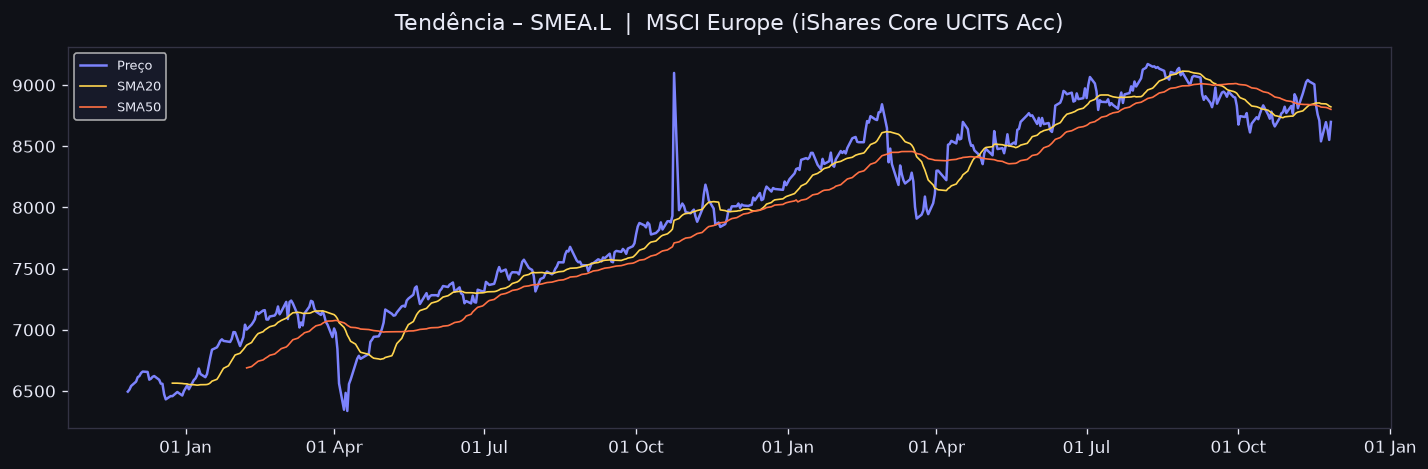 Tendência – SMEA.L | MSCI Europe (iShares Core UCITS Acc)
Preço
SMA20
SMA50
9000
8500
8000
7500
7000
6500
01 Jan
01 Apr
01 Jul
01 Oct
01 Jan
01 Apr
01 Jul
01 Oct
01 Jan